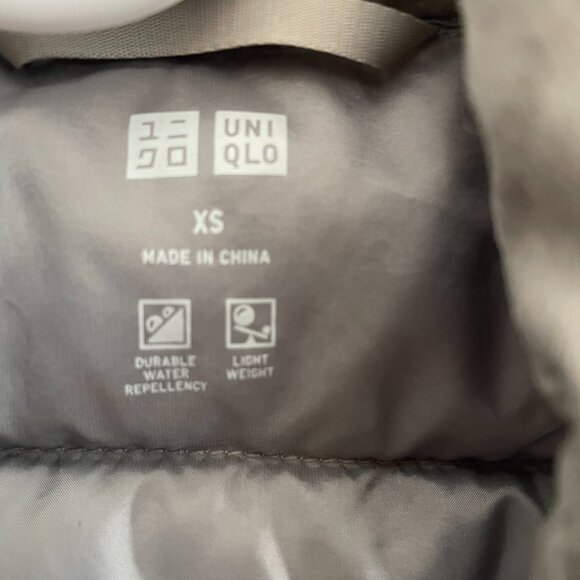 ユニ UNI
クロ QLO
XS
MADE IN CHINA
DURABLE LIGHT
WATER WEIGHT
REPELLENCY